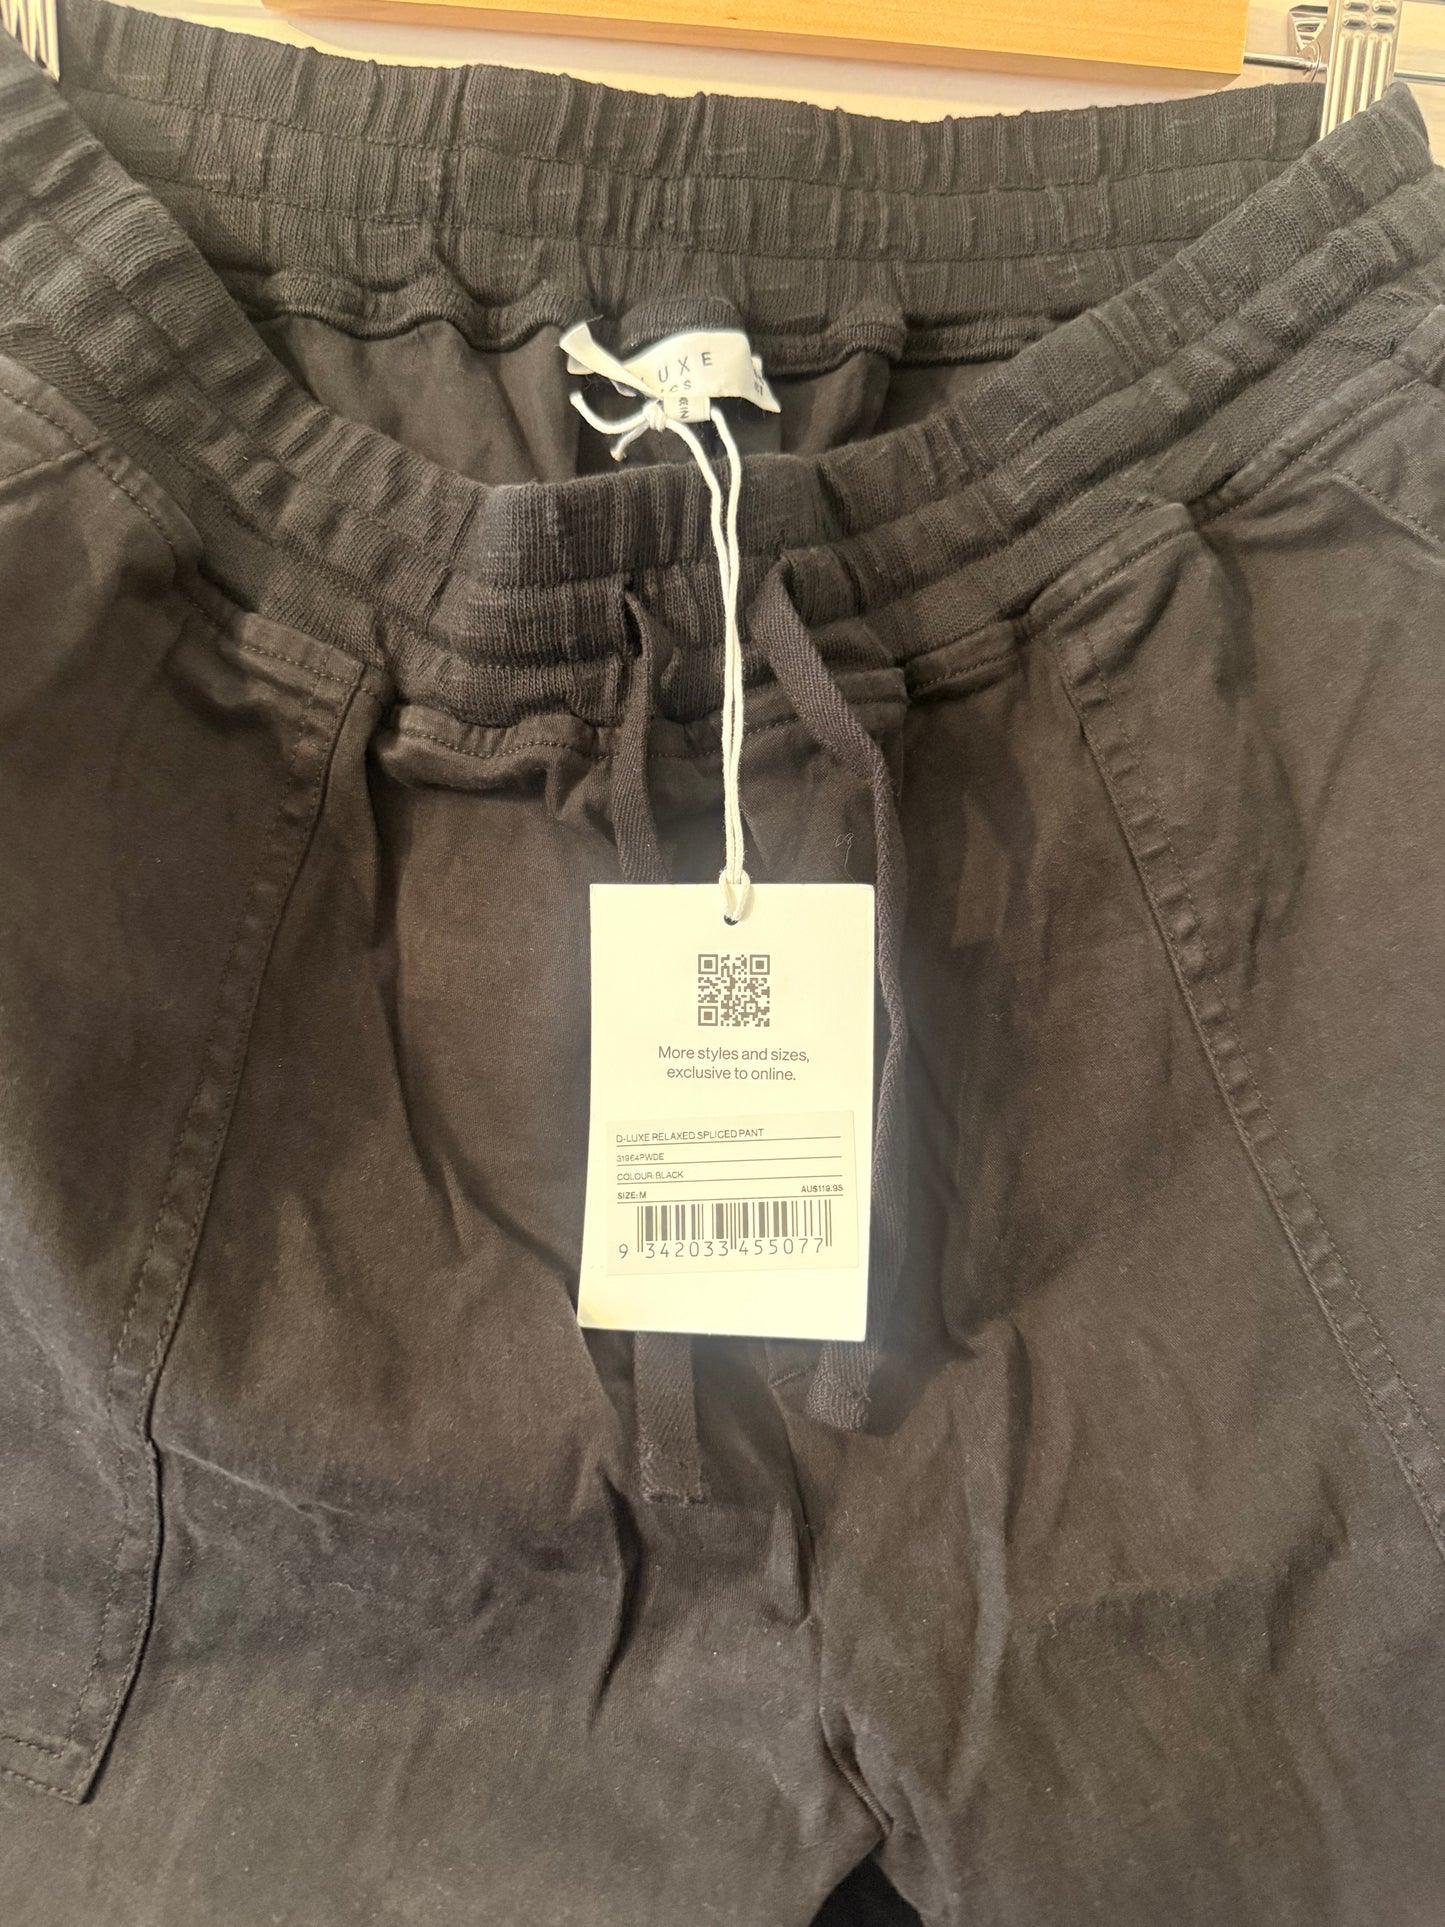 LUXE
More styles and sizes,
exclusive to online.
D-LUXE RELAXED SPLICED PANT
31964PWDE
COLOUR:BLACK
SIZE: M AU$119.95
9 342033 455077